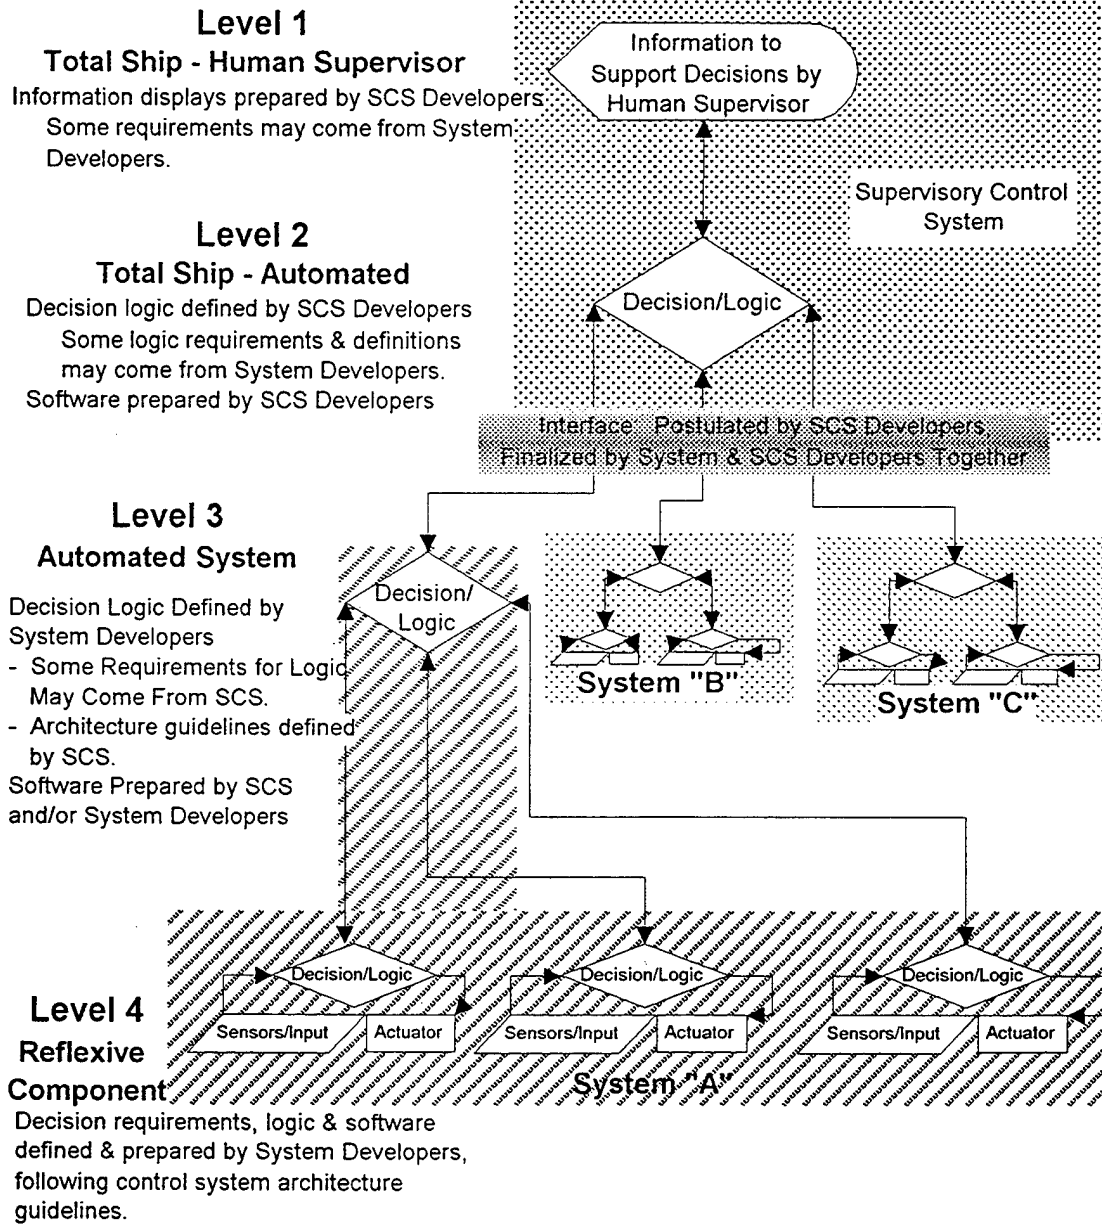 Level 1
Total Ship - Human Supervisor
Information displays prepared by SCS Developers
Some requirements may come from System
Developers.
Information to
Support Decisions by
Human Supervisor
Supervisory Control
System
Level 2
Total Ship - Automated
Decision logic defined by SCS Developers
Some logic requirements & definitions
may come from System Developers.
Software prepared by SCS Developers
Decision/Logic
Interface: Postulated by SCS Developers,
Finalized by System & SCS Developers Together
Level 3
Automated System
Decision Logic Defined by
System Developers
- Some Requirements for Logic
May Come From SCS.
- Architecture guidelines defined
by SCS.
Software Prepared by SCS
and/or System Developers
Decision/
Logic
System "B"
System "C"
Level 4
Reflexive
Component
Decision requirements, logic & software
defined & prepared by System Developers,
following control system architecture
guidelines.
Decision/Logic
Sensors/Input
Actuator
Decision/Logic
Sensors/Input
Actuator
Decision/Logic
Sensors/Input
Actuator
System "A"